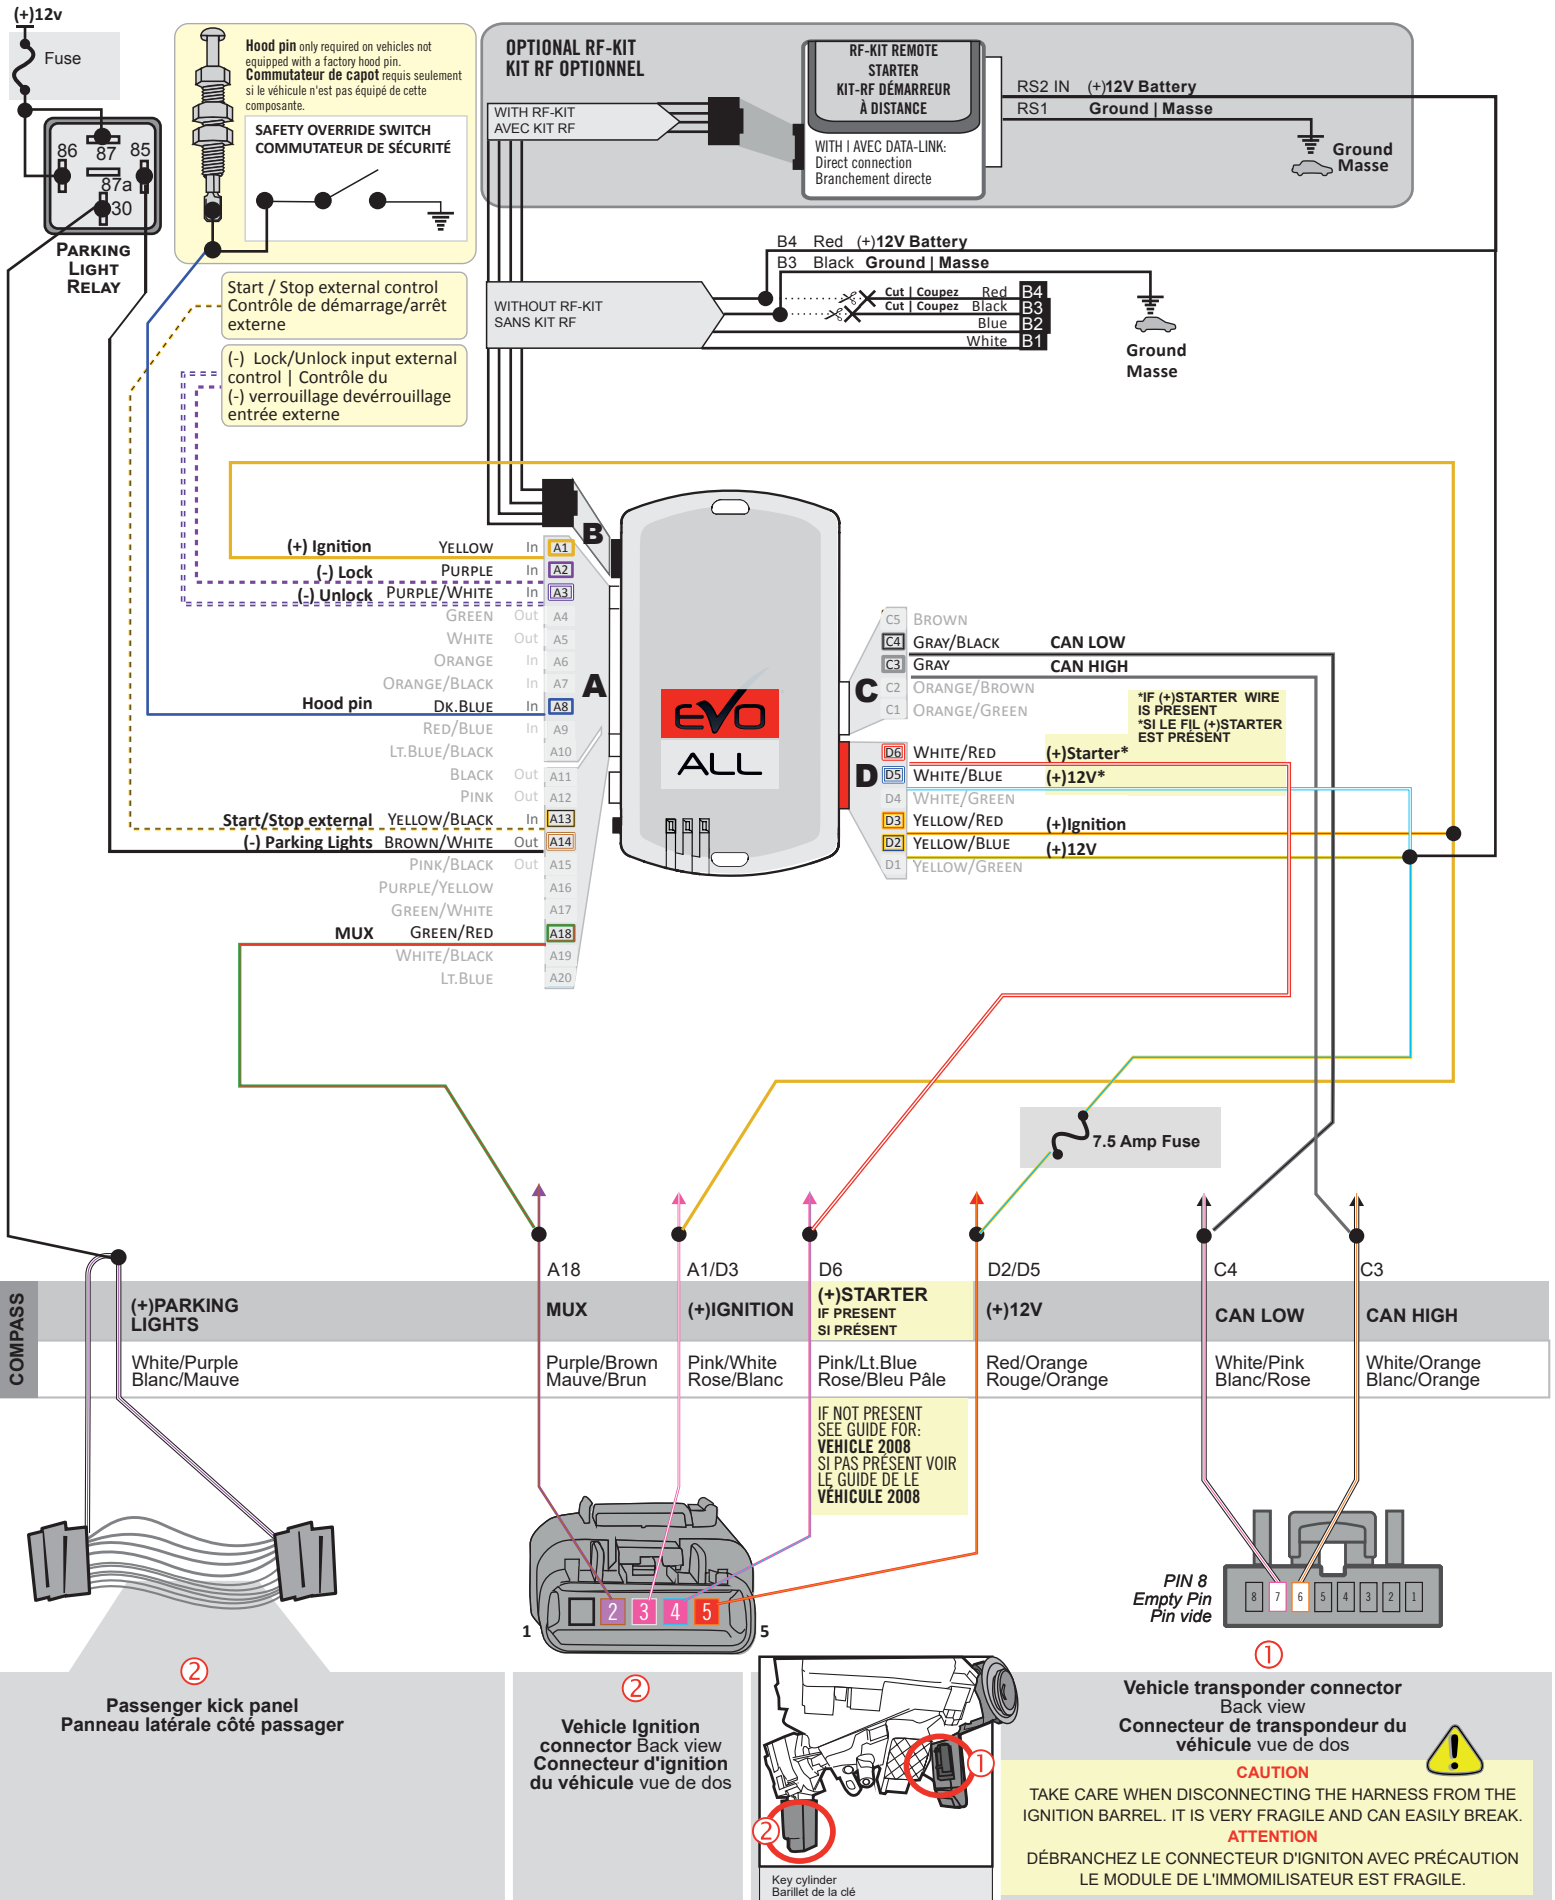 (+)12v
Fuse
86
87
85
87a
30
PARKING
LIGHT
RELAY
Hood pin only required on vehicles not
equipped with a factory hood pin.
Commutateur de capot requis seulement
si le véhicule n'est pas équipé de cette
composante.
SAFETY OVERRIDE SWITCH
COMMUTATEUR DE SÉCURITÉ
Start / Stop external control
Contrôle de démarrage/arrêt
externe
(-) Lock/Unlock input external
control | Contrôle du
(-) verrouillage devérrouillage
entrée externe
OPTIONAL RF-KIT
KIT RF OPTIONNEL
WITH RF-KIT
AVEC KIT RF
RF-KIT REMOTE
STARTER
KIT-RF DÉMARREUR
À DISTANCE
WITH | AVEC DATA-LINK:
Direct connection
Branchement directe
RS2 IN (+)12V Battery
RS1 Ground | Masse
Ground
Masse
B4 Red (+)12V Battery
B3 Black Ground | Masse
WITHOUT RF-KIT
SANS KIT RF
Cut | Coupez Red B4
Cut | Coupez Black B3
Blue B2
White B1
Ground
Masse
B
(+) Ignition YELLOW In A1
(-) Lock PURPLE In A2
(-) Unlock PURPLE/WHITE In A3
GREEN Out A4
WHITE Out A5
ORANGE In A6
ORANGE/BLACK In A7
Hood pin DK.BLUE In A8
RED/BLUE In A9
LT.BLUE/BLACK A10
BLACK Out A11
PINK Out A12
Start/Stop external YELLOW/BLACK In A13
(-) Parking Lights BROWN/WHITE Out A14
PINK/BLACK Out A15
PURPLE/YELLOW A16
GREEN/WHITE A17
MUX GREEN/RED A18
WHITE/BLACK A19
LT.BLUE A20
A
EVO
ALL
C
C5 BROWN
C4 GRAY/BLACK CAN LOW
C3 GRAY CAN HIGH
C2 ORANGE/BROWN
C1 ORANGE/GREEN
*IF (+)STARTER WIRE
IS PRESENT
*SI LE FIL (+)STARTER
EST PRÉSENT
D
D6 WHITE/RED (+)Starter*
D5 WHITE/BLUE (+)12V*
D4 WHITE/GREEN
D3 YELLOW/RED (+)Ignition
D2 YELLOW/BLUE (+)12V
D1 YELLOW/GREEN
7.5 Amp Fuse
A18
A1/D3
D6
D2/D5
C4
C3
COMPASS
(+)PARKING
LIGHTS
MUX
(+)IGNITION
(+)STARTER
IF PRESENT
SI PRÉSENT
(+)12V
CAN LOW
CAN HIGH
White/Purple
Blanc/Mauve
Purple/Brown
Mauve/Brun
Pink/White
Rose/Blanc
Pink/Lt.Blue
Rose/Bleu Pâle
Red/Orange
Rouge/Orange
White/Pink
Blanc/Rose
White/Orange
Blanc/Orange
IF NOT PRESENT
SEE GUIDE FOR:
VEHICLE 2008
SI PAS PRÉSENT VOIR
LE GUIDE DE LE
VÉHICULE 2008
2 3 4 5
1
5
PIN 8
Empty Pin
Pin vide
8 7 6 5 4 3 2 1
2
Passenger kick panel
Panneau latérale côté passager
2
Vehicle Ignition
connector Back view
Connecteur d'ignition
du véhicule vue de dos
1
2
Key cylinder
Barillet de la clé
1
Vehicle transponder connector
Back view
Connecteur de transpondeur du
véhicule vue de dos
CAUTION
TAKE CARE WHEN DISCONNECTING THE HARNESS FROM THE
IGNITION BARREL. IT IS VERY FRAGILE AND CAN EASILY BREAK.
ATTENTION
DÉBRANCHEZ LE CONNECTEUR D'IGNITON AVEC PRÉCAUTION
LE MODULE DE L'IMMOMILISATEUR EST FRAGILE.